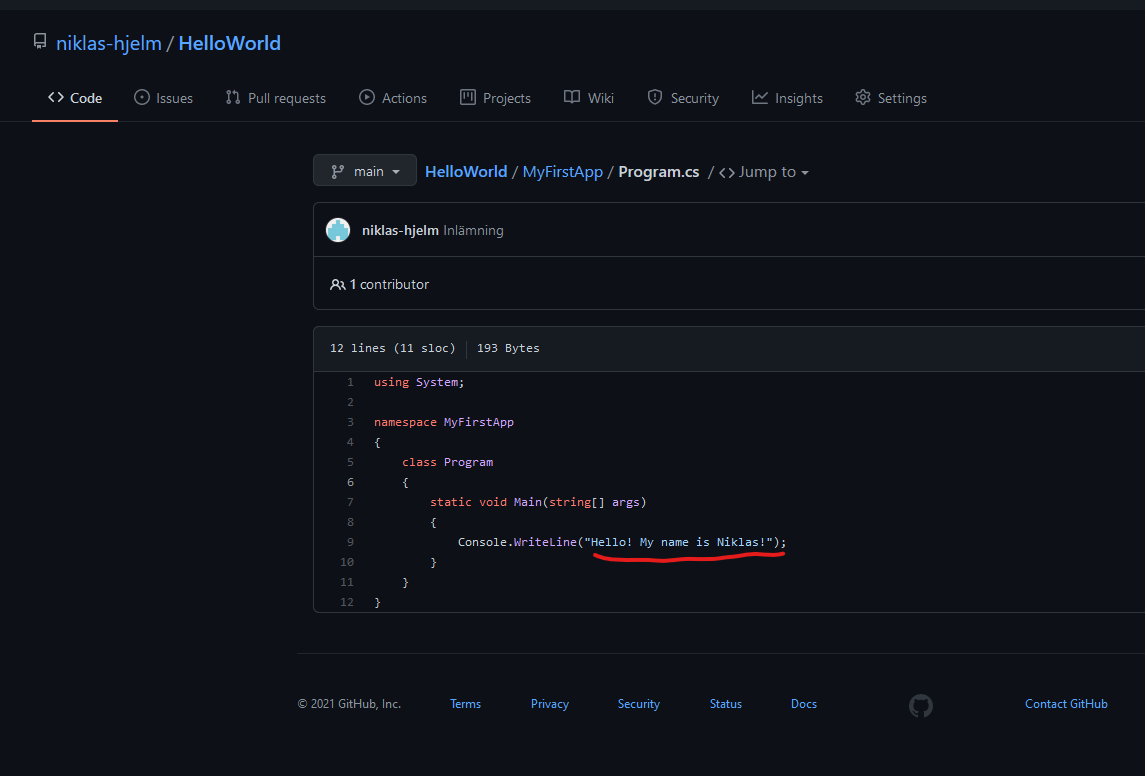 niklas-hjelm / HelloWorld
Code Issues Pull requests Actions Projects Wiki Security Insights Settings
main HelloWorld / MyFirstApp / Program.cs / <> Jump to
niklas-hjelm Inlämning
1 contributor
12 lines (11 sloc) 193 Bytes
1 using System;
2
3 namespace MyFirstApp
4 {
5     class Program
6     {
7         static void Main(string[] args)
8         {
9             Console.WriteLine("Hello! My name is Niklas!");
10         }
11     }
12 }
© 2021 GitHub, Inc. Terms Privacy Security Status Docs Contact GitHub